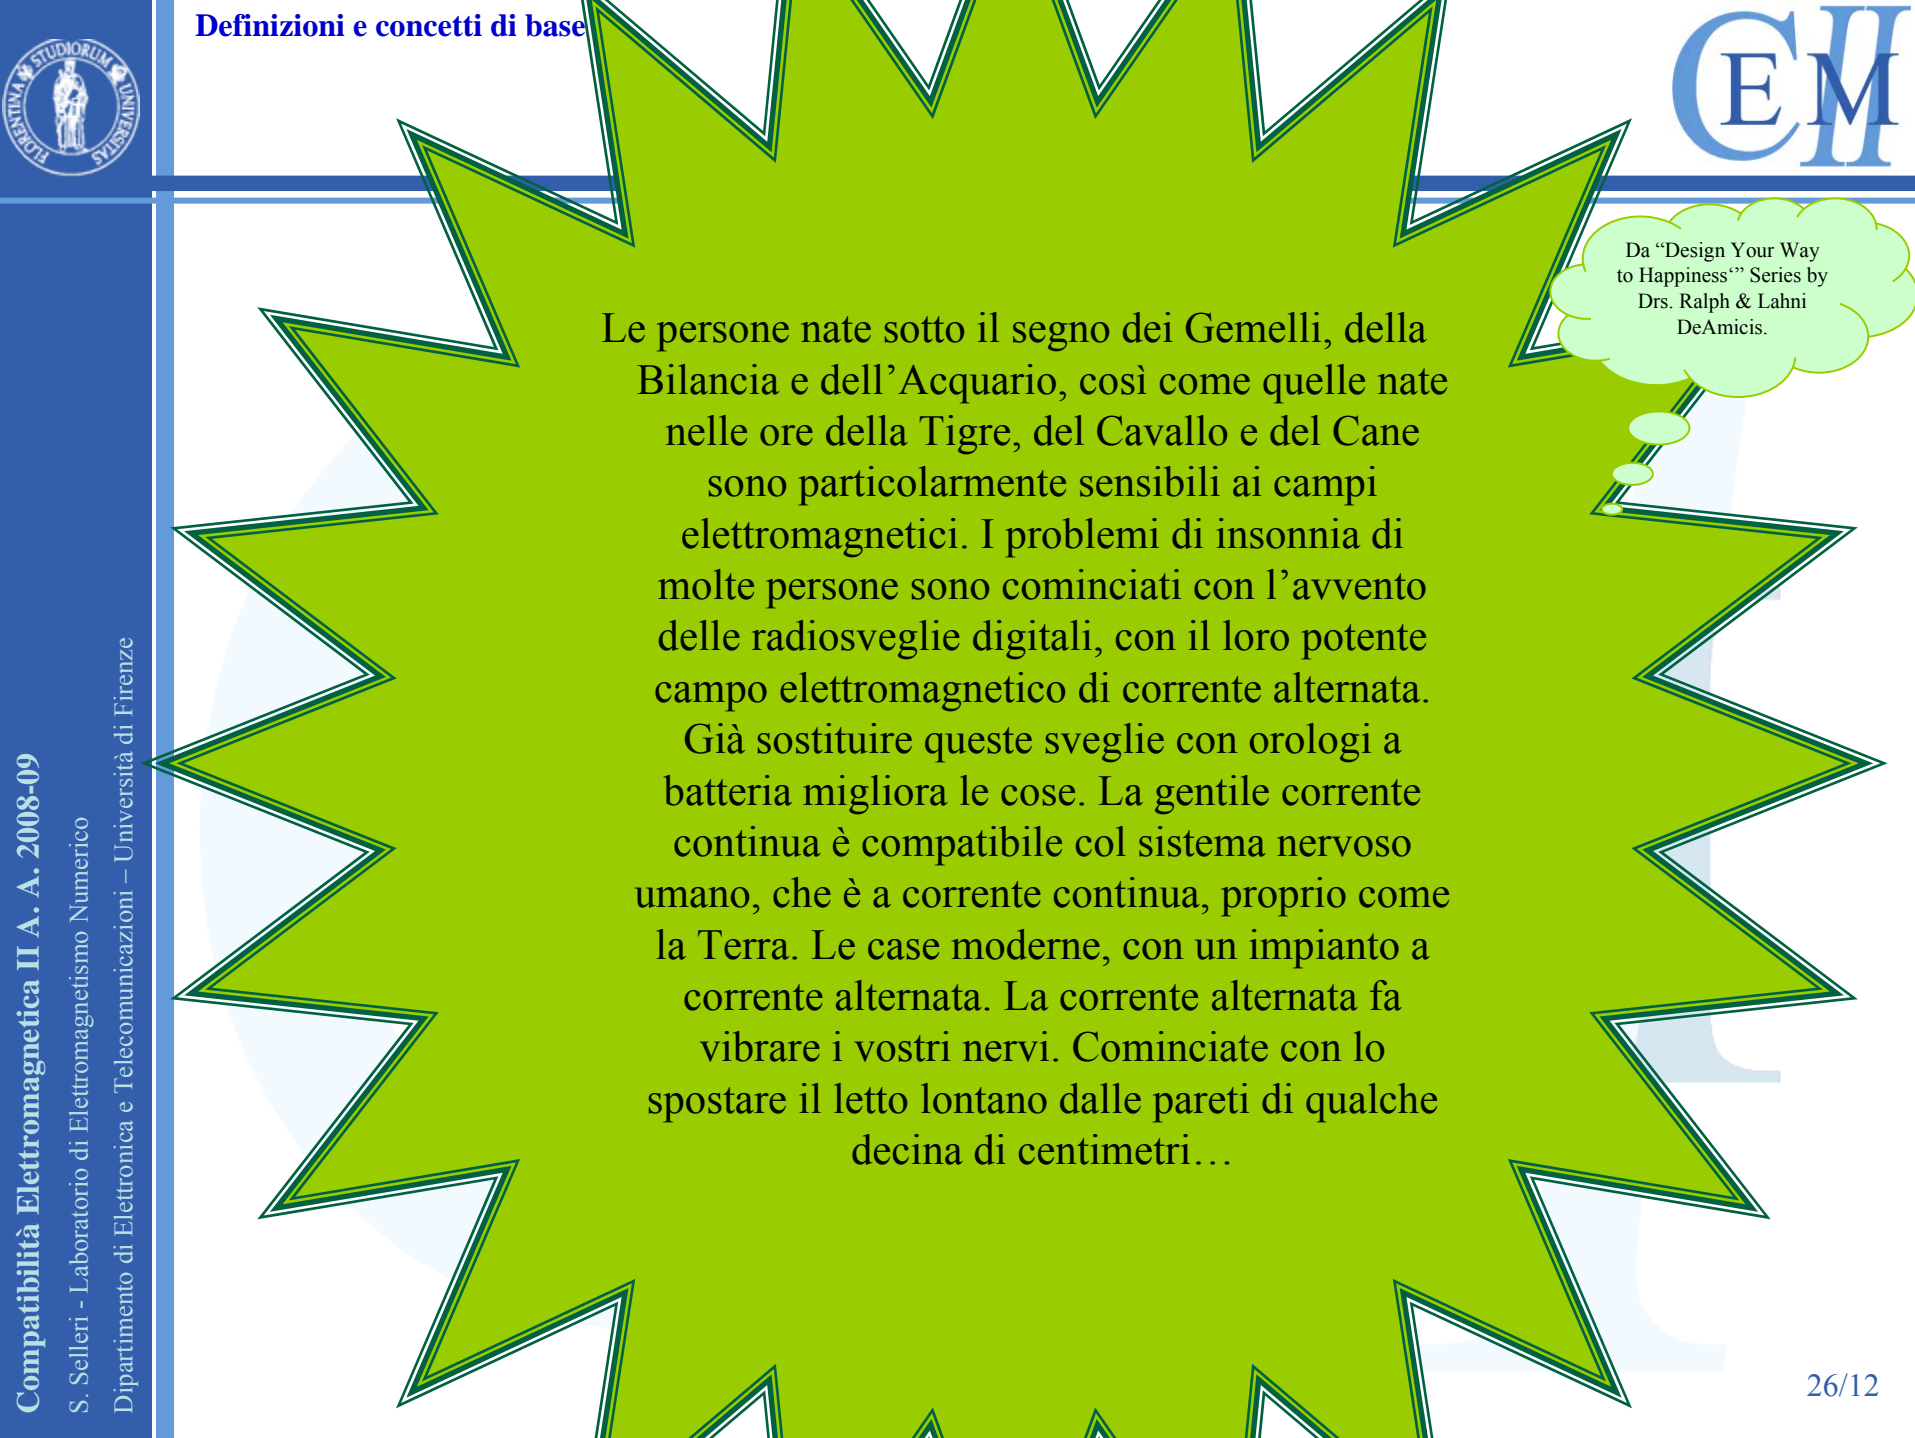 Definizioni e concetti di base
FLORENTINA STUDIORUM UNIVERSITAS
C E M II
Da “Design Your Way
to Happiness‘” Series by
Drs. Ralph & Lahni
DeAmicis.
Le persone nate sotto il segno dei Gemelli, della
Bilancia e dell’Acquario, così come quelle nate
nelle ore della Tigre, del Cavallo e del Cane
sono particolarmente sensibili ai campi
elettromagnetici. I problemi di insonnia di
molte persone sono cominciati con l’avvento
delle radiosveglie digitali, con il loro potente
campo elettromagnetico di corrente alternata.
Già sostituire queste sveglie con orologi a
batteria migliora le cose. La gentile corrente
continua è compatibile col sistema nervoso
umano, che è a corrente continua, proprio come
la Terra. Le case moderne, con un impianto a
corrente alternata. La corrente alternata fa
vibrare i vostri nervi. Cominciate con lo
spostare il letto lontano dalle pareti di qualche
decina di centimetri…
Compatibilità Elettromagnetica II A. A. 2008-09
S. Selleri - Laboratorio di Elettromagnetismo Numerico
Dipartimento di Elettronica e Telecomunicazioni – Università di Firenze
26/12